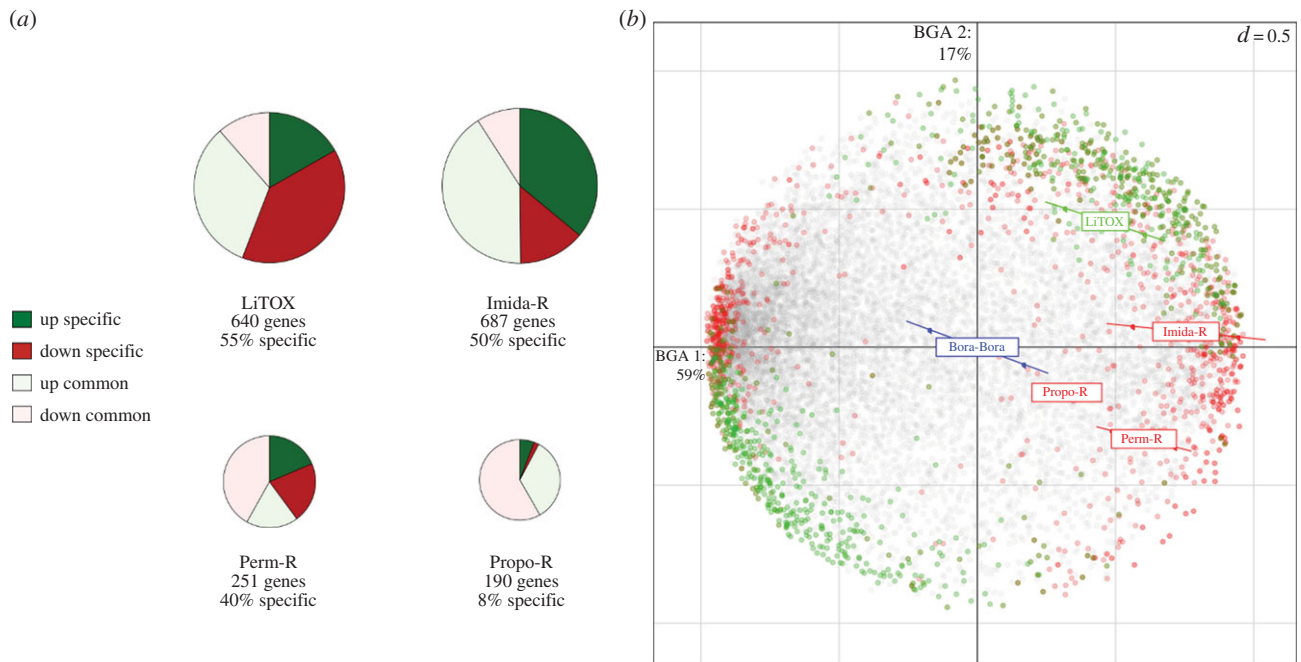 (a)
LiTOX
640 genes
55% specific
Imida-R
687 genes
50% specific
up specific
down specific
up common
down common
Perm-R
251 genes
40% specific
Propo-R
190 genes
8% specific
(b)
BGA 2:
17%
d = 0.5
LiTOX
Imida-R
Bora-Bora
BGA 1:
59%
Propo-R
Perm-R